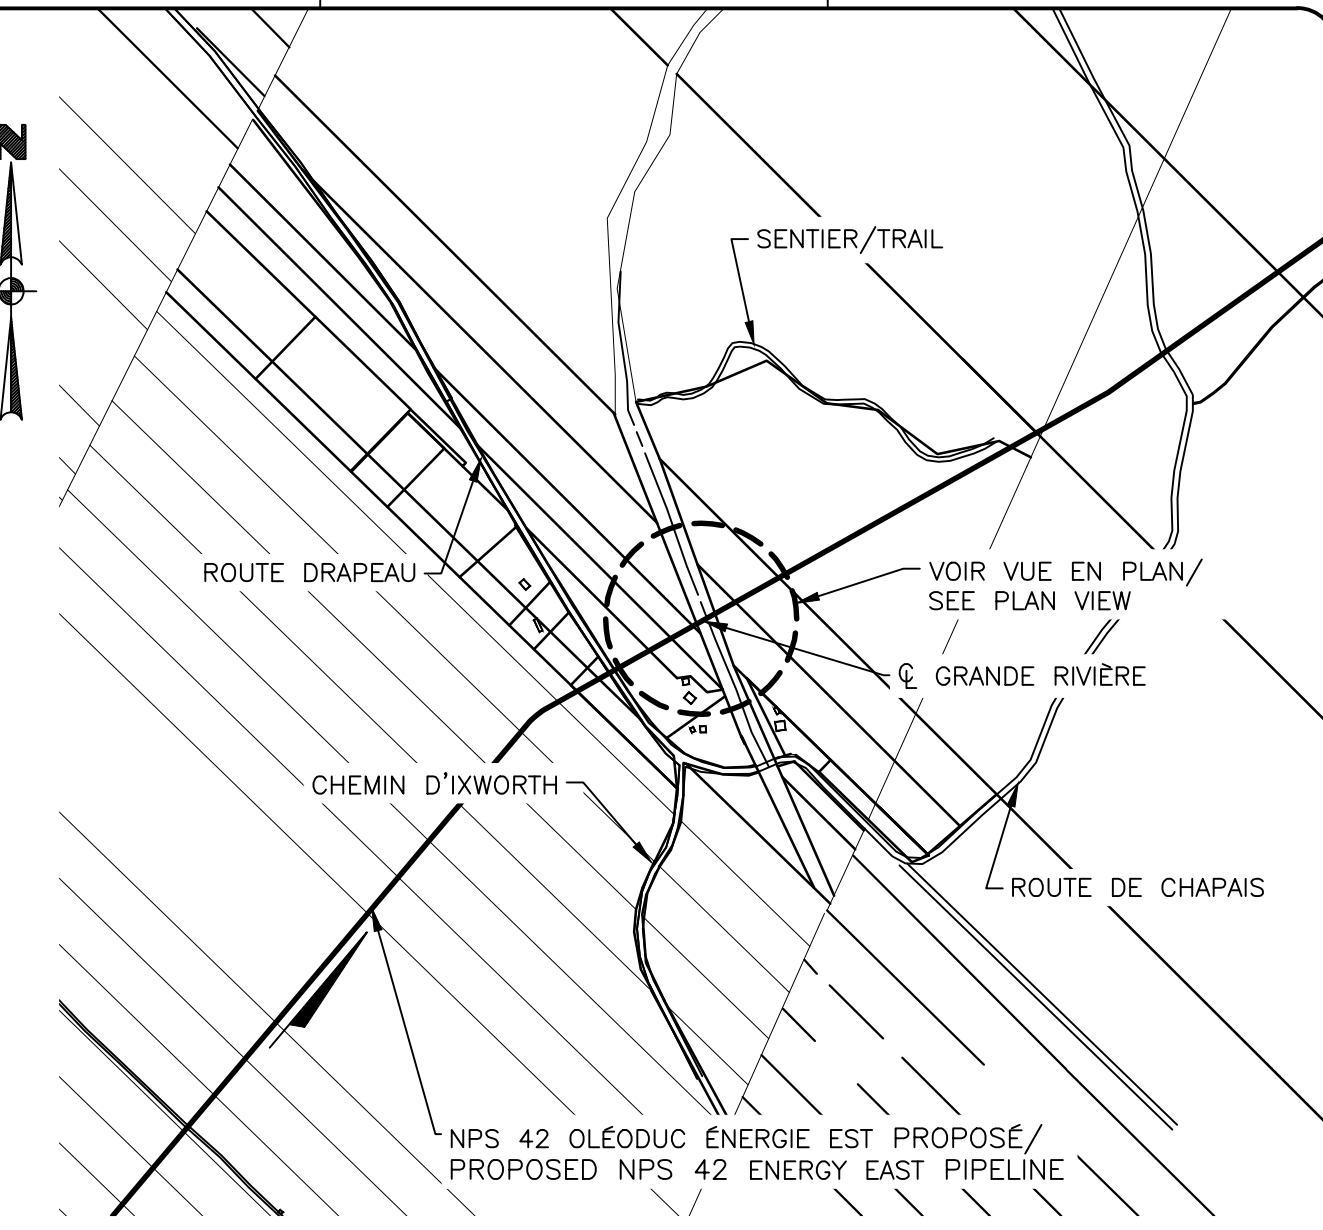 N
SENTIER/TRAIL
ROUTE DRAPEAU
VOIR VUE EN PLAN/
SEE PLAN VIEW
℄ GRANDE RIVIÈRE
CHEMIN D'IXWORTH
ROUTE DE CHAPAIS
NPS 42 OLÉODUC ÉNERGIE EST PROPOSÉ/
PROPOSED NPS 42 ENERGY EAST PIPELINE